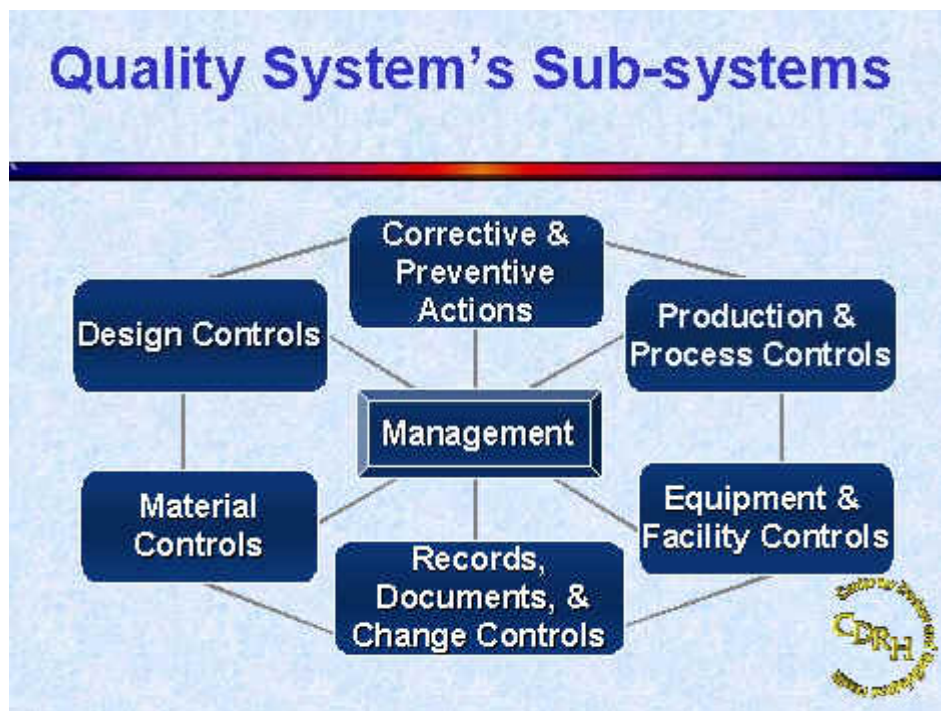 Quality System's Sub-systems
Corrective &
Preventive
Actions
Design Controls
Production &
Process Controls
Management
Material
Controls
Equipment &
Facility Controls
Records,
Documents, &
Change Controls
CDRH